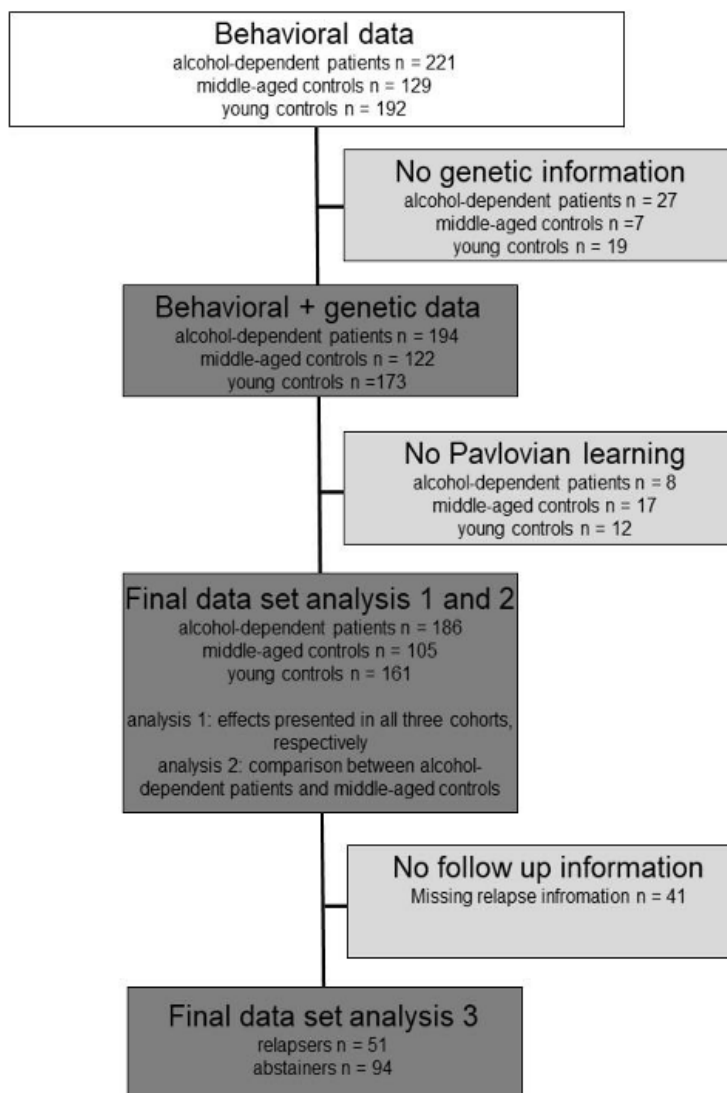 Behavioral data
alcohol-dependent patients n = 221
middle-aged controls n = 129
young controls n = 192
No genetic information
alcohol-dependent patients n = 27
middle-aged controls n =7
young controls n = 19
Behavioral + genetic data
alcohol-dependent patients n = 194
middle-aged controls n = 122
young controls n =173
No Pavlovian learning
alcohol-dependent patients n = 8
middle-aged controls n = 17
young controls n = 12
Final data set analysis 1 and 2
alcohol-dependent patients n = 186
middle-aged controls n = 105
young controls n = 161
analysis 1: effects presented in all three cohorts,
respectively
analysis 2: comparison between alcohol-
dependent patients and middle-aged controls
No follow up information
Missing relapse infromation n = 41
Final data set analysis 3
relapsers n = 51
abstainers n = 94